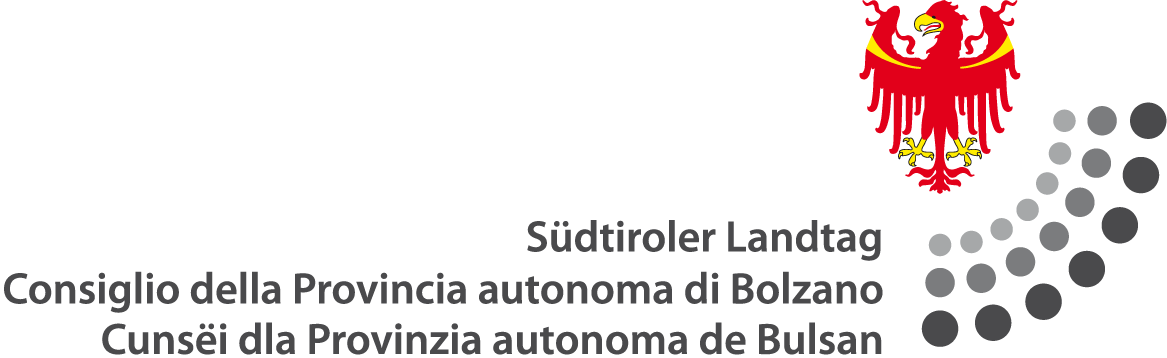 Südtiroler Landtag
Consiglio della Provincia autonoma di Bolzano
Cunsëi dla Provinzia autonoma de Bulsan